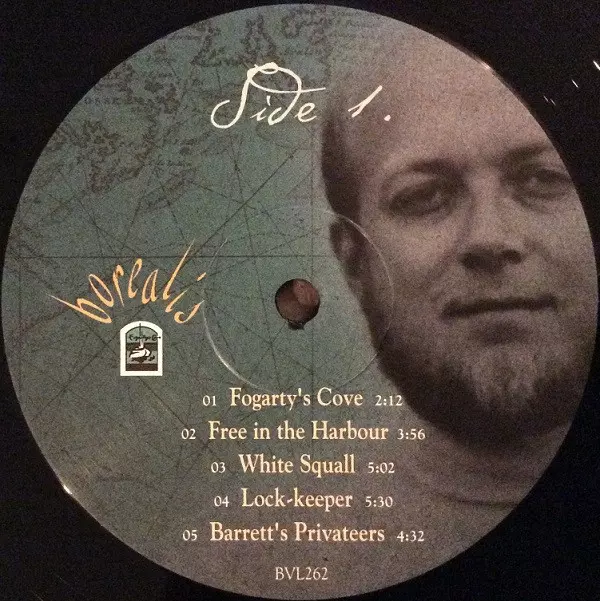 Side 1.
borealis
01 Fogarty's Cove 2:12
02 Free in the Harbour 3:56
03 White Squall 5:02
04 Lock-keeper 5:30
05 Barrett's Privateers 4:32
BVL262